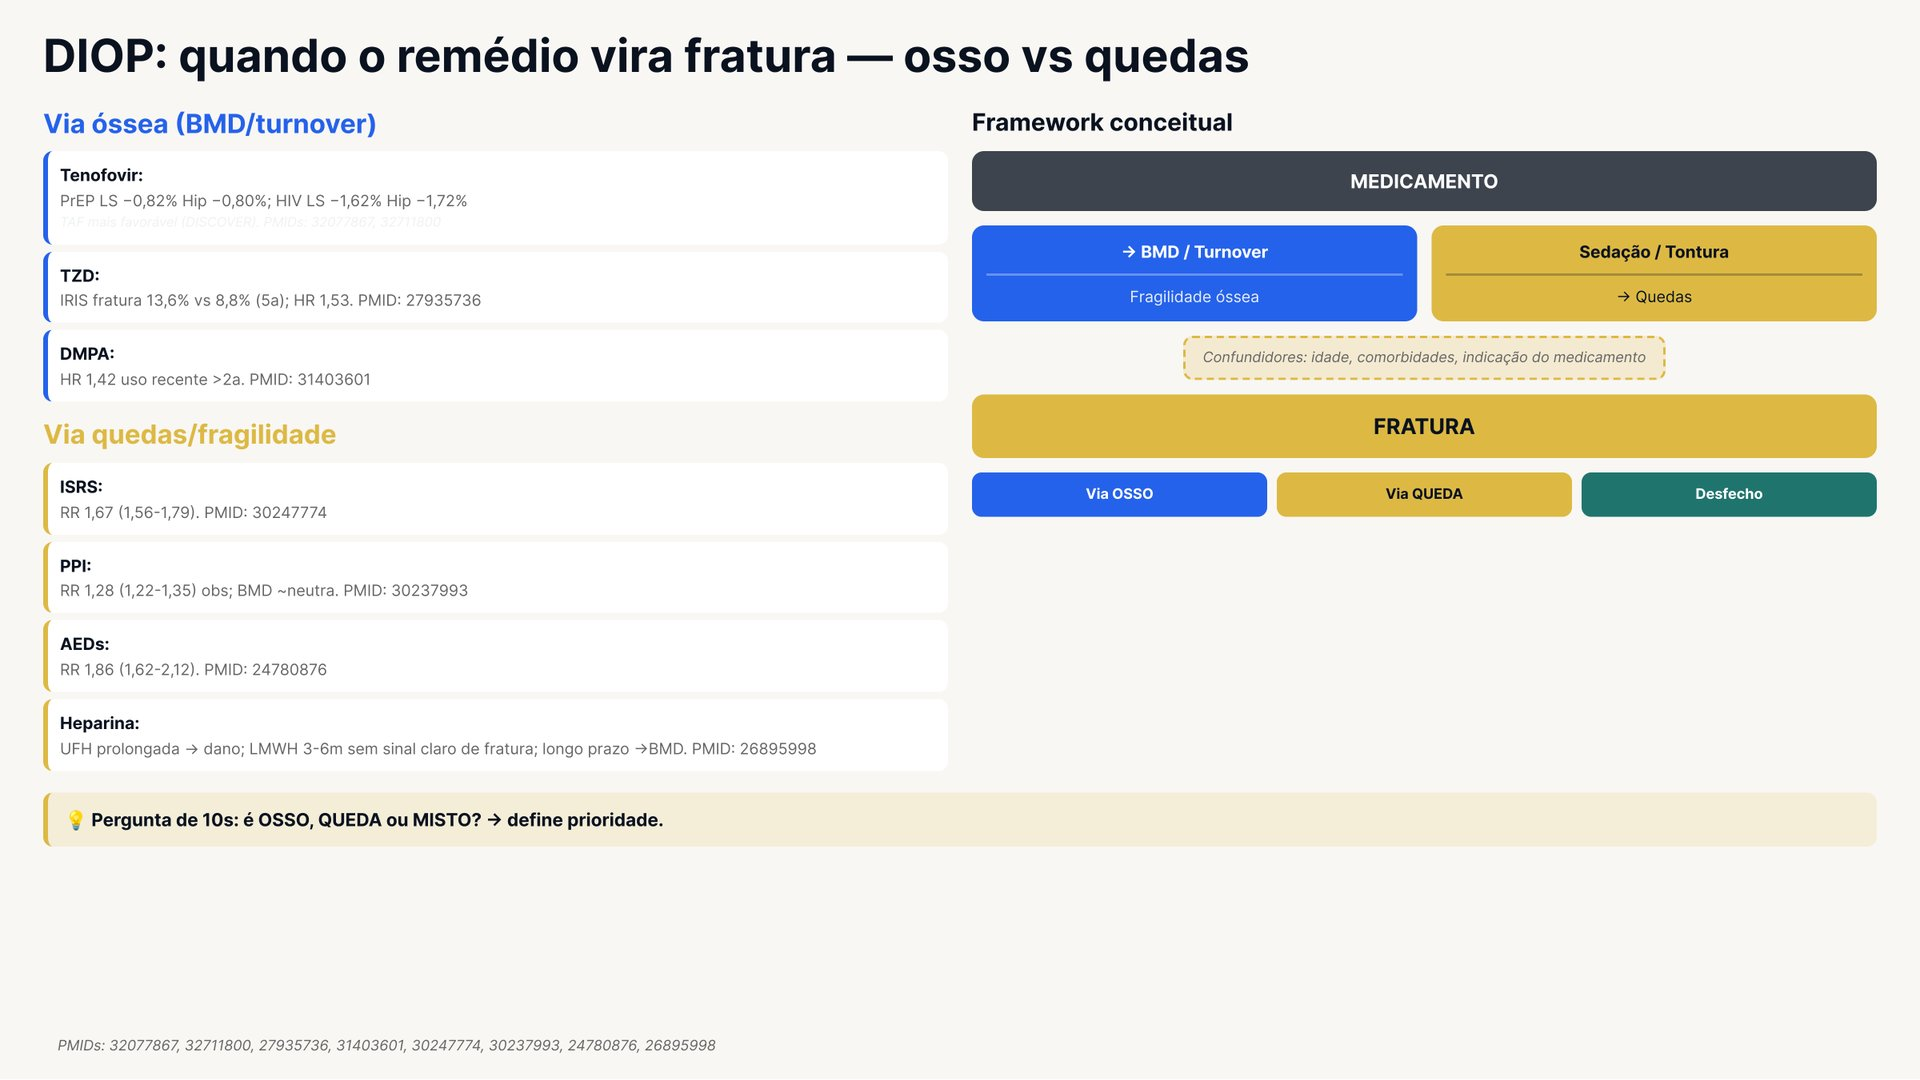 DIOP: quando o remédio vira fratura — osso vs quedas
Via óssea (BMD/turnover)
Tenofovir:
PrEP LS −0,82% Hip −0,80%; HIV LS −1,62% Hip −1,72%
TAF mais favorável (DISCOVER). PMIDs: 32077867, 32711800
TZD:
IRIS fratura 13,6% vs 8,8% (5a); HR 1,53. PMID: 27935736
DMPA:
HR 1,42 uso recente >2a. PMID: 31403601
Via quedas/fragilidade
ISRS:
RR 1,67 (1,56-1,79). PMID: 30247774
PPI:
RR 1,28 (1,22-1,35) obs; BMD ~neutra. PMID: 30237993
AEDs:
RR 1,86 (1,62-2,12). PMID: 24780876
Heparina:
UFH prolongada → dano; LMWH 3-6m sem sinal claro de fratura; longo prazo →BMD. PMID: 26895998
Framework conceitual
MEDICAMENTO
→ BMD / Turnover
Fragilidade óssea
Sedação / Tontura
→ Quedas
Confundidores: idade, comorbidades, indicação do medicamento
FRATURA
Via OSSO
Via QUEDA
Desfecho
💡 Pergunta de 10s: é OSSO, QUEDA ou MISTO? → define prioridade.
PMIDs: 32077867, 32711800, 27935736, 31403601, 30247774, 30237993, 24780876, 26895998